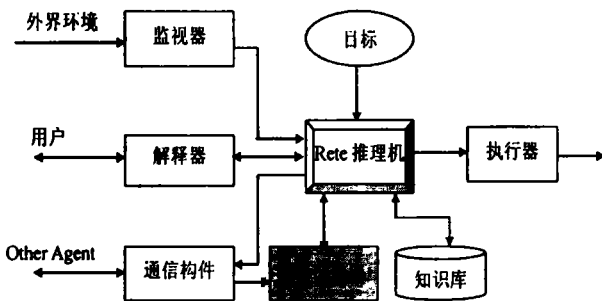 外界环境
监视器
目标
用户
解释器
Rete 推理机
执行器
Other Agent
通信构件
知识库